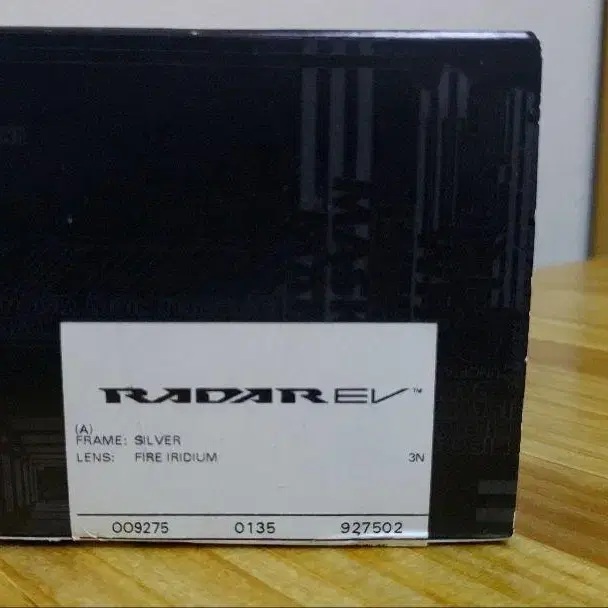 RADAR EV™
(A)
FRAME: SILVER
LENS: FIRE IRIDIUM 3N
009275 0135 927502